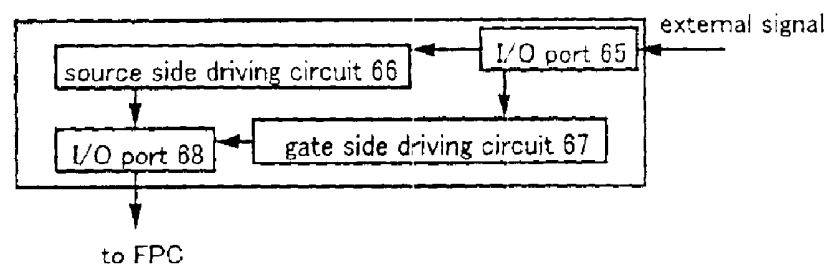 external signal
I/O port 65
source side driving circuit 66
I/O port 68
gate side driving circuit 67
to FPC